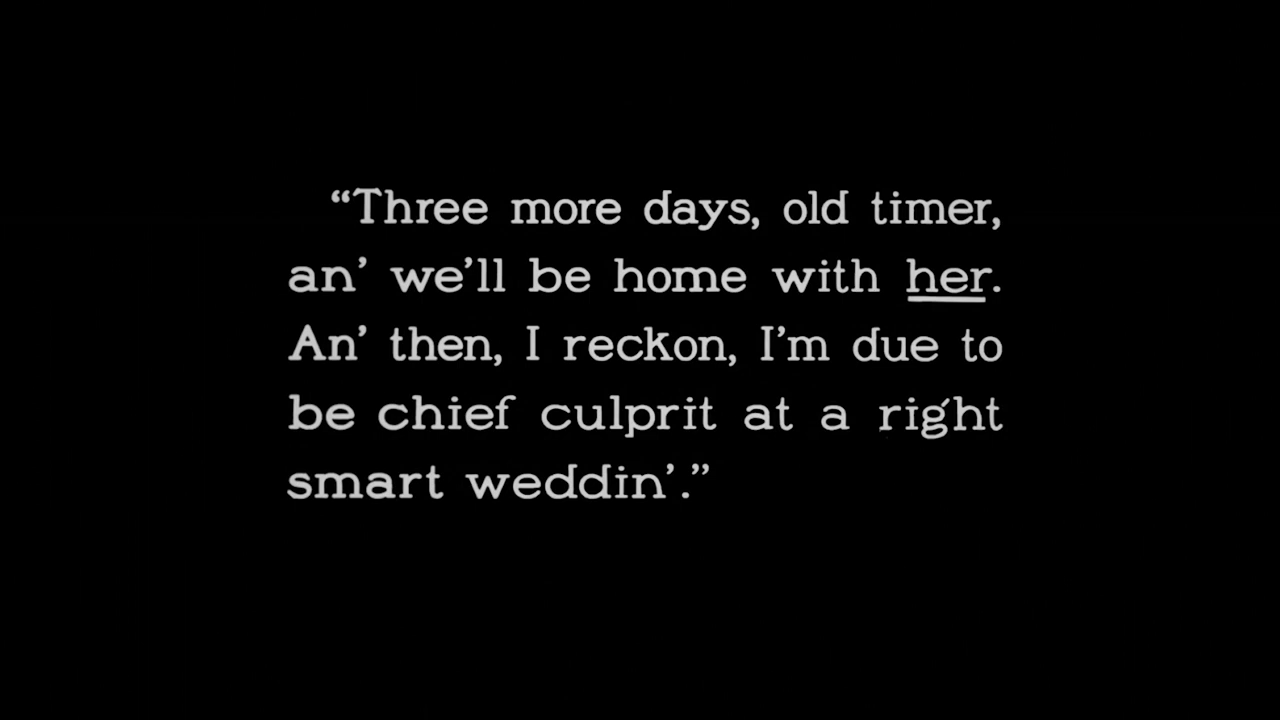 “Three more days, old timer,
an’ we’ll be home with her.
An’ then, I reckon, I’m due to
be chief culprit at a right
smart weddin’.”